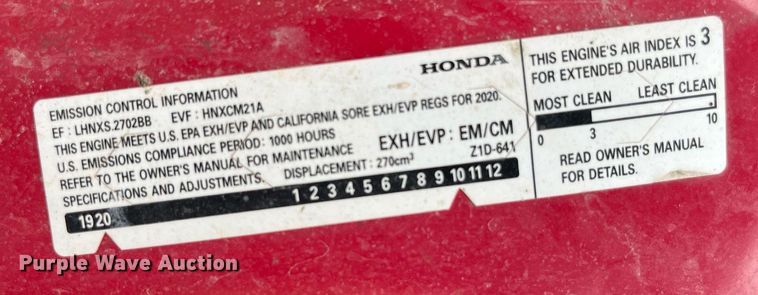 HONDA
EMISSION CONTROL INFORMATION
EF : LHNXS.2702BB EVF : HNXCM21A
THIS ENGINE MEETS U.S. EPA EXH/EVP AND CALIFORNIA SORE EXH/EVP REGS FOR 2020.
U.S. EMISSIONS COMPLIANCE PERIOD: 1000 HOURS EXH/EVP : EM/CM
REFER TO THE OWNER'S MANUAL FOR MAINTENANCE Z1D-641
SPECIFICATIONS AND ADJUSTMENTS. DISPLACEMENT : 270cm³
19 20 1 2 3 4 5 6 7 8 9 10 11 12
THIS ENGINE'S AIR INDEX IS 3
FOR EXTENDED DURABILITY.
MOST CLEAN LEAST CLEAN
0 3 10
READ OWNER'S MANUAL
FOR DETAILS.
Purple Wave Auction